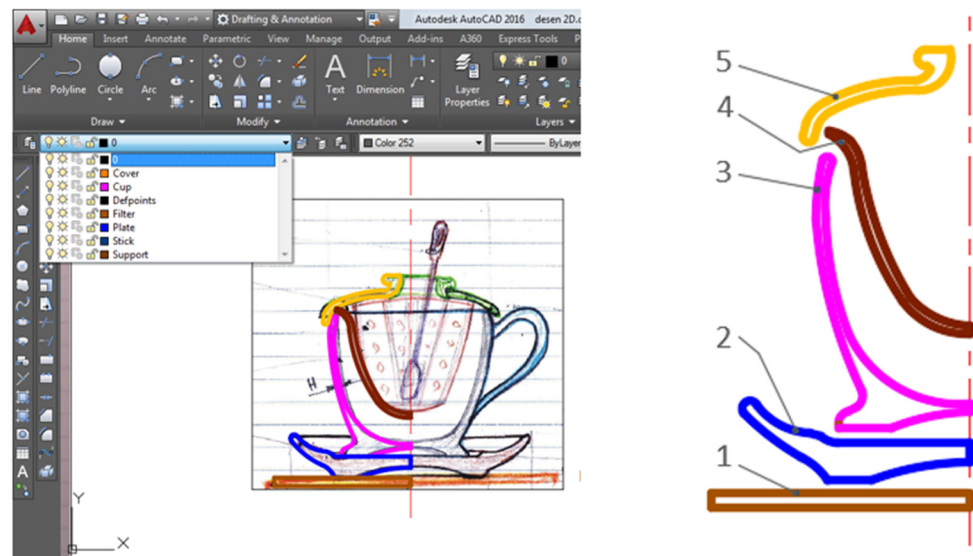 Drafting & Annotation
Autodesk AutoCAD 2016 desen 2D.c
Home Insert Annotate Parametric View Manage Output Add-ins A360 Express Tools P
Line Polyline Circle Arc
Text Dimension
Layer
Properties
0
Draw Modify Annotation Layers
0
Color 252
ByLayer
0
Cover
Cup
Defpoints
Filter
Plate
Stick
Support
H
A
Y
X
5
4
3
2
1